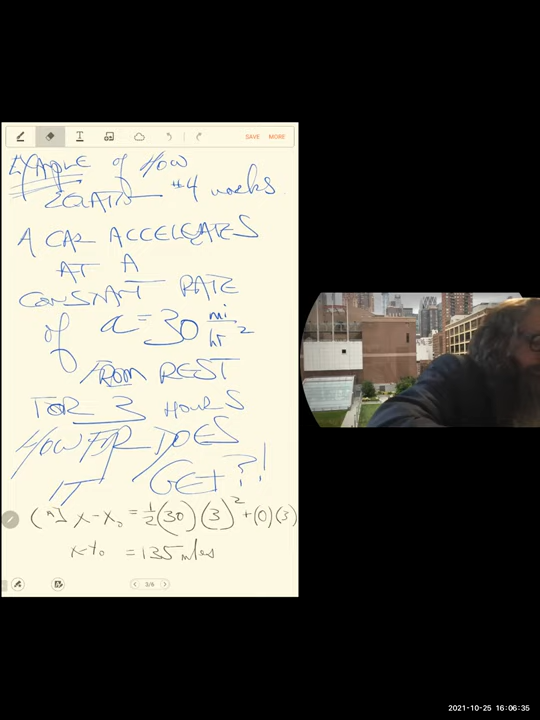 SAVE MORE
EXAMPLE of HOW
EQUATION #4 works
A CAR ACCELERATES
AT A
CONSTANT RATE
of a = 30 mi/hr²
FROM REST
FOR 3 HOURS
HOW FAR DOES
IT GET?!
x-x₀ = ½(30)(3)² + (0)(3)
x-x₀ = 135 miles
3/6
2021-10-25 16:06:35